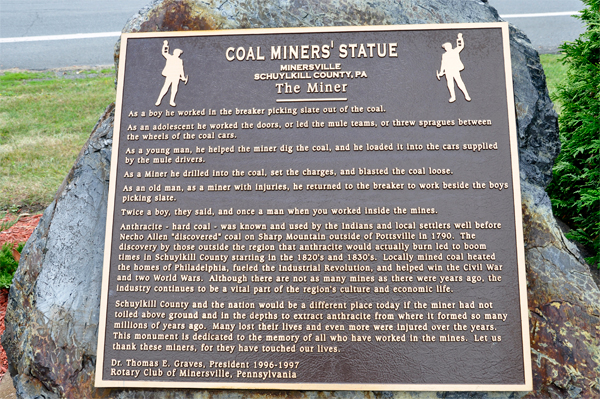 COAL MINERS' STATUE
MINERSVILLE
SCHUYLKILL COUNTY, PA
The Miner
As a boy he worked in the breaker picking slate out of the coal.
As an adolescent he worked the doors, or led the mule teams, or threw spragues between
the wheels of the coal cars.
As a young man, he helped the miner dig the coal, and he loaded it into the cars supplied
by the mule drivers.
As a Miner he drilled into the coal, set the charges, and blasted the coal loose.
As an old man, as a miner with injuries, he returned to the breaker to work beside the boys
picking slate.
Twice a boy, they said, and once a man when you worked inside the mines.
Anthracite - hard coal - was known and used by the Indians and local settlers well before
Necho Allen "discovered" coal on Sharp Mountain outside of Pottsville in 1790. The
discovery by those outside the region that anthracite would actually burn led to boom
times in Schuylkill County starting in the 1820's and 1830's. Locally mined coal heated
the homes of Philadelphia, fueled the Industrial Revolution, and helped win the Civil War
and two World Wars. Although there are not as many mines as there were years ago, the
industry continues to be a vital part of the region's culture and economic life.
Schuylkill County and the nation would be a different place today if the miner had not
toiled above ground and in the depths to extract anthracite from where it formed so many
millions of years ago. Many lost their lives and even more were injured over the years.
This monument is dedicated to the memory of all who have worked in the mines. Let us
thank these miners, for they have touched our lives.
Dr. Thomas E. Graves, President 1996-1997
Rotary Club of Minersville, Pennsylvania